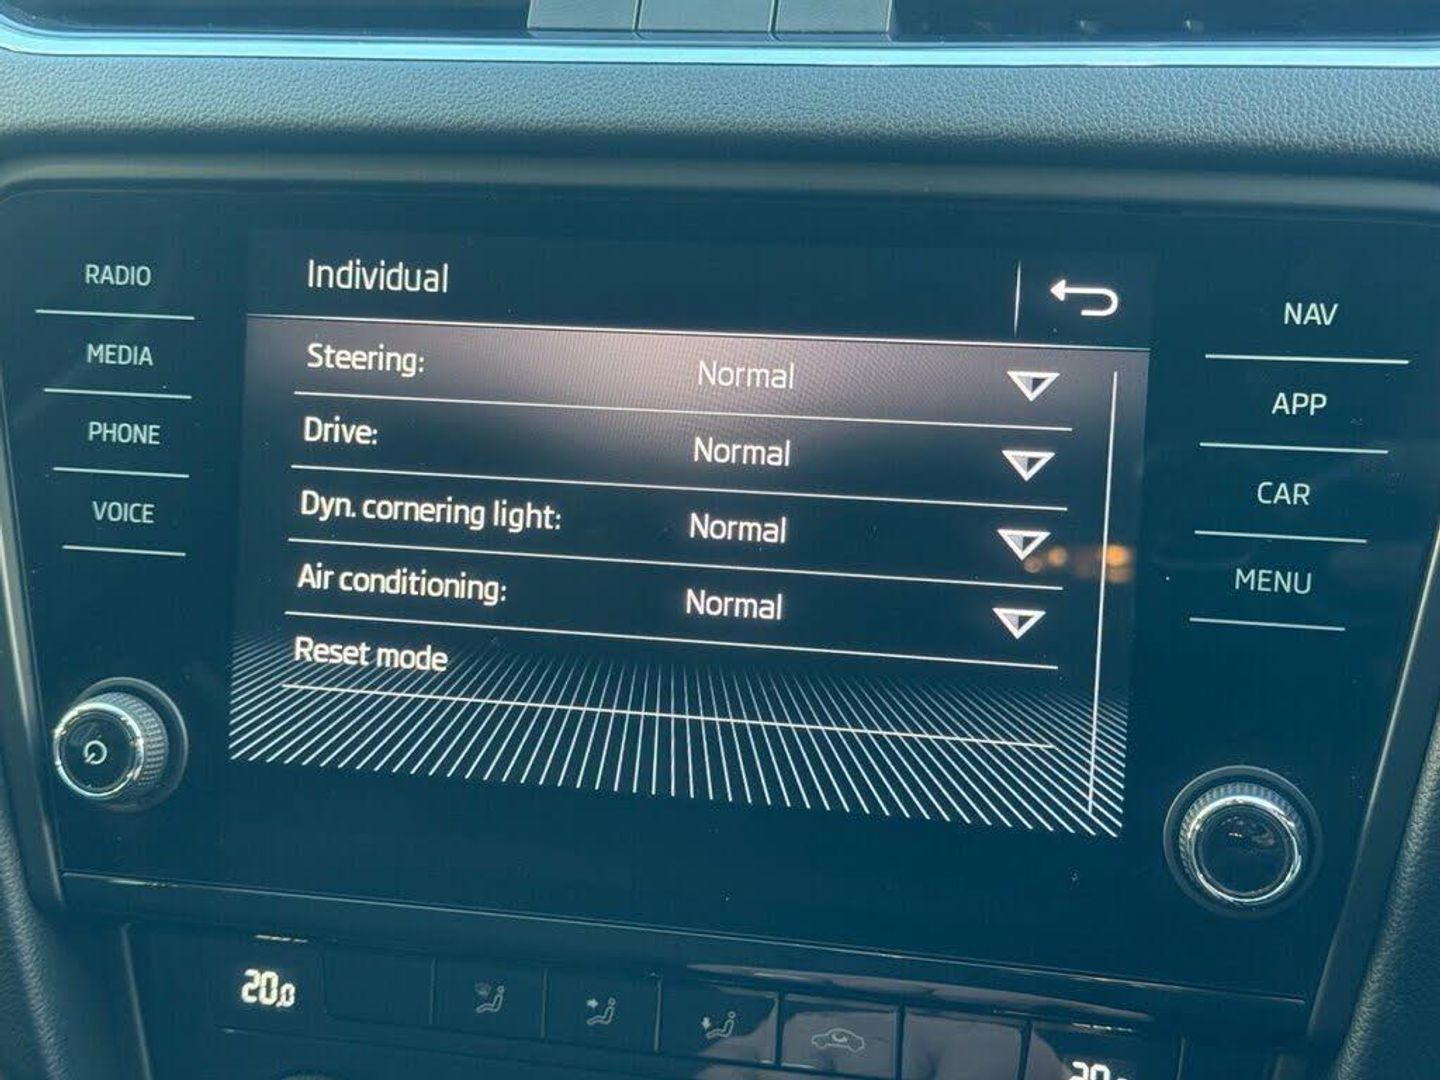 Individual
RADIO
MEDIA
PHONE
VOICE
Steering: Normal
Drive: Normal
Dyn. cornering light: Normal
Air conditioning: Normal
Reset mode
NAV
APP
CAR
MENU
20,0